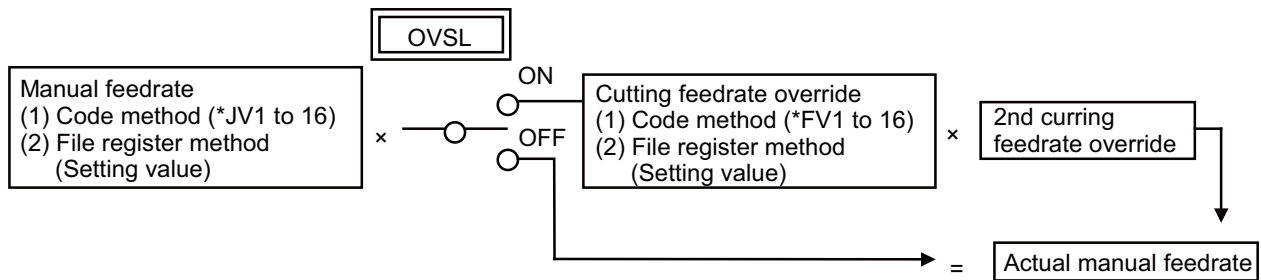 OVSL
Manual feedrate
(1) Code method (*JV1 to 16)
(2) File register method
(Setting value)
×
ON
OFF
Cutting feedrate override
(1) Code method (*FV1 to 16)
(2) File register method
(Setting value)
×
2nd curring
feedrate override
=
Actual manual feedrate